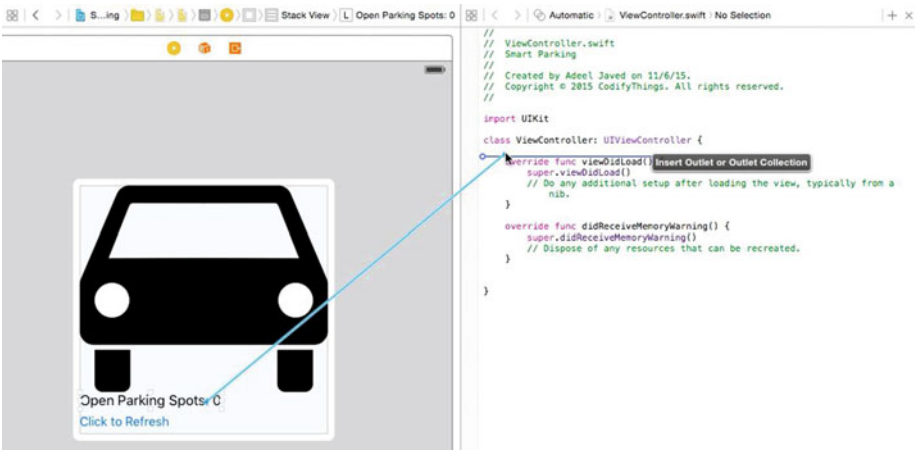 S...ing
Stack View
L Open Parking Spots: 0
Automatic
ViewController.swift
No Selection
Open Parking Spots: 0
Click to Refresh
//
// ViewController.swift
// Smart Parking
//
// Created by Adeel Javed on 11/6/15.
// Copyright © 2015 CodifyThings. All rights reserved.
//
import UIKit
class ViewController: UIViewController {
override func viewDidLoad()
Insert Outlet or Outlet Collection
super.viewDidLoad()
// Do any additional setup after loading the view, typically from a
nib.
}
override func didReceiveMemoryWarning() {
super.didReceiveMemoryWarning()
// Dispose of any resources that can be recreated.
}
}